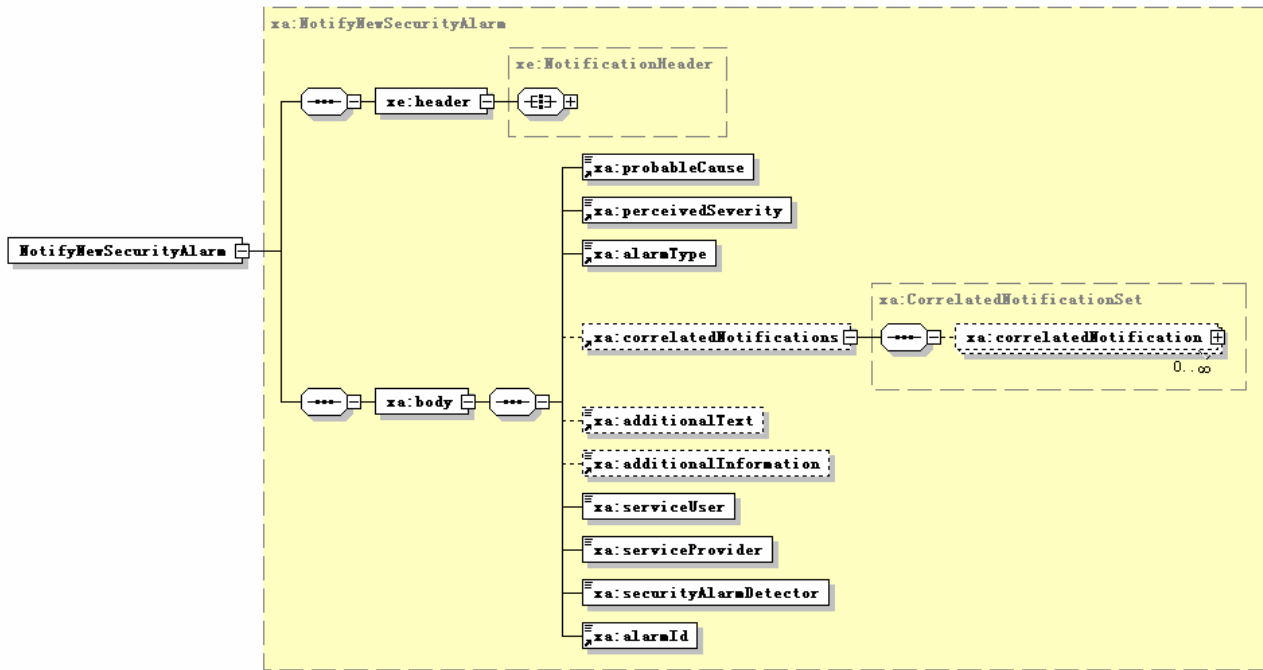 xa:NotifyNewSecurityAlarm
xe:NotificationHeader
xe:header
xa:probableCause
xa:perceivedSeverity
NotifyNewSecurityAlarm
xa:alarmType
xa:CorrelatedNotificationSet
xa:correlatedNotifications
xa:correlatedNotification
0..∞
xa:body
xa:additionalText
xa:additionalInformation
xa:serviceUser
xa:serviceProvider
xa:securityAlarmDetector
xa:alarmId